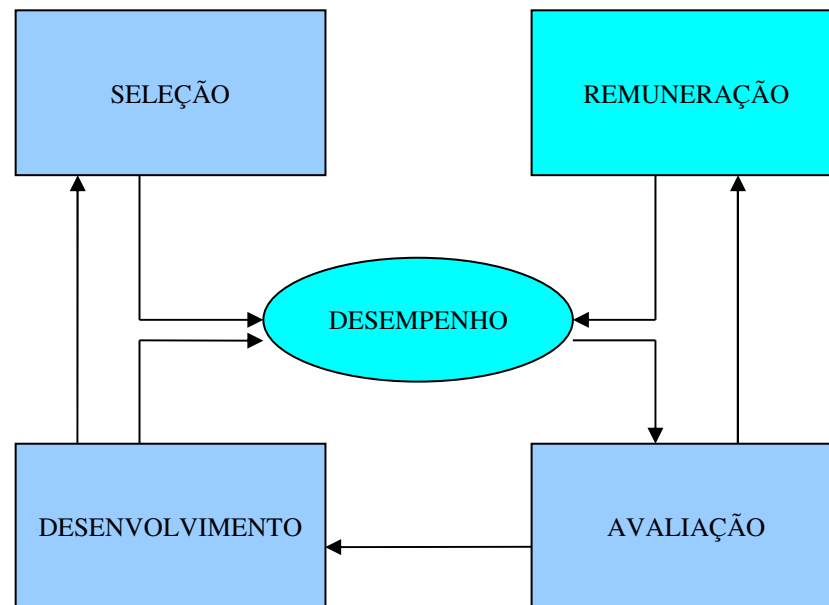 SELEÇÃO
REMUNERAÇÃO
DESEMPENHO
DESENVOLVIMENTO
AVALIAÇÃO